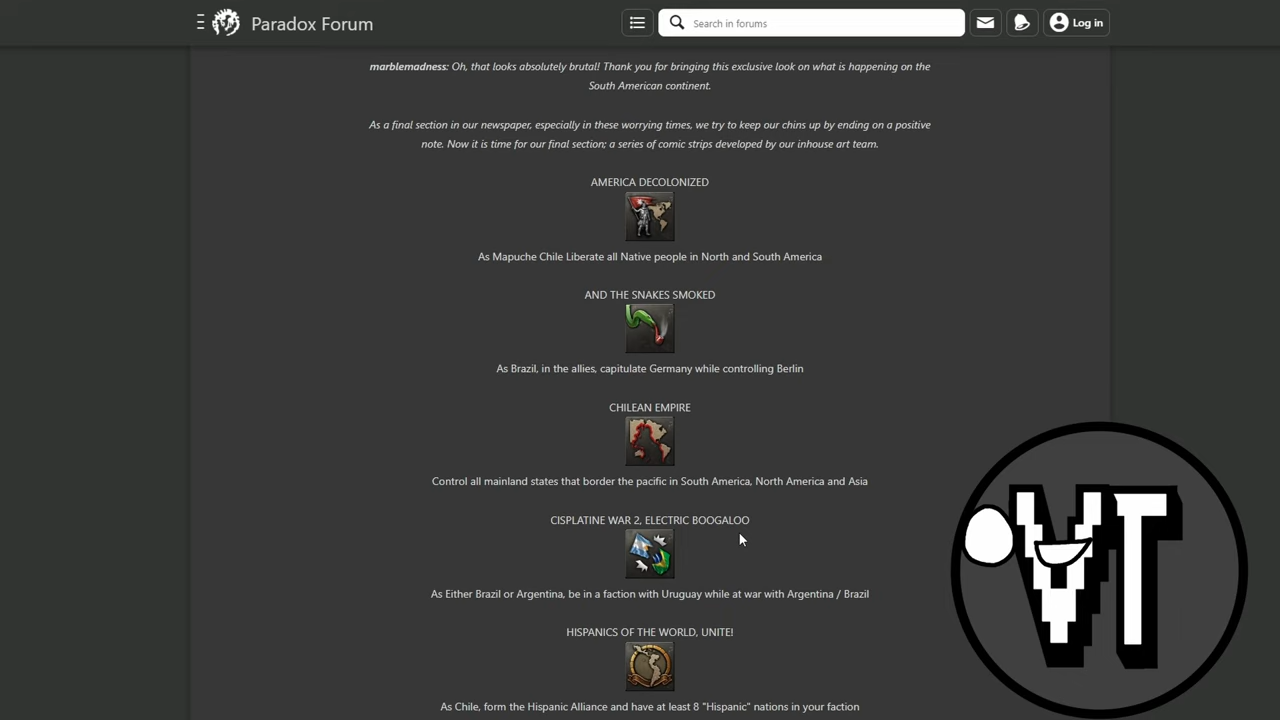 Paradox Forum
Search in forums
Log in
marblemadness: Oh, that looks absolutely brutal! Thank you for bringing this exclusive look on what is happening on the
South American continent.
As a final section in our newspaper, especially in these worrying times, we try to keep our chins up by ending on a positive
note. Now it is time for our final section; a series of comic strips developed by our inhouse art team.
AMERICA DECOLONIZED
As Mapuche Chile Liberate all Native people in North and South America
AND THE SNAKES SMOKED
As Brazil, in the allies, capitulate Germany while controlling Berlin
CHILEAN EMPIRE
Control all mainland states that border the pacific in South America, North America and Asia
CISPLATINE WAR 2, ELECTRIC BOOGALOO
As Either Brazil or Argentina, be in a faction with Uruguay while at war with Argentina / Brazil
HISPANICS OF THE WORLD, UNITE!
As Chile, form the Hispanic Alliance and have at least 8 "Hispanic" nations in your faction
VT